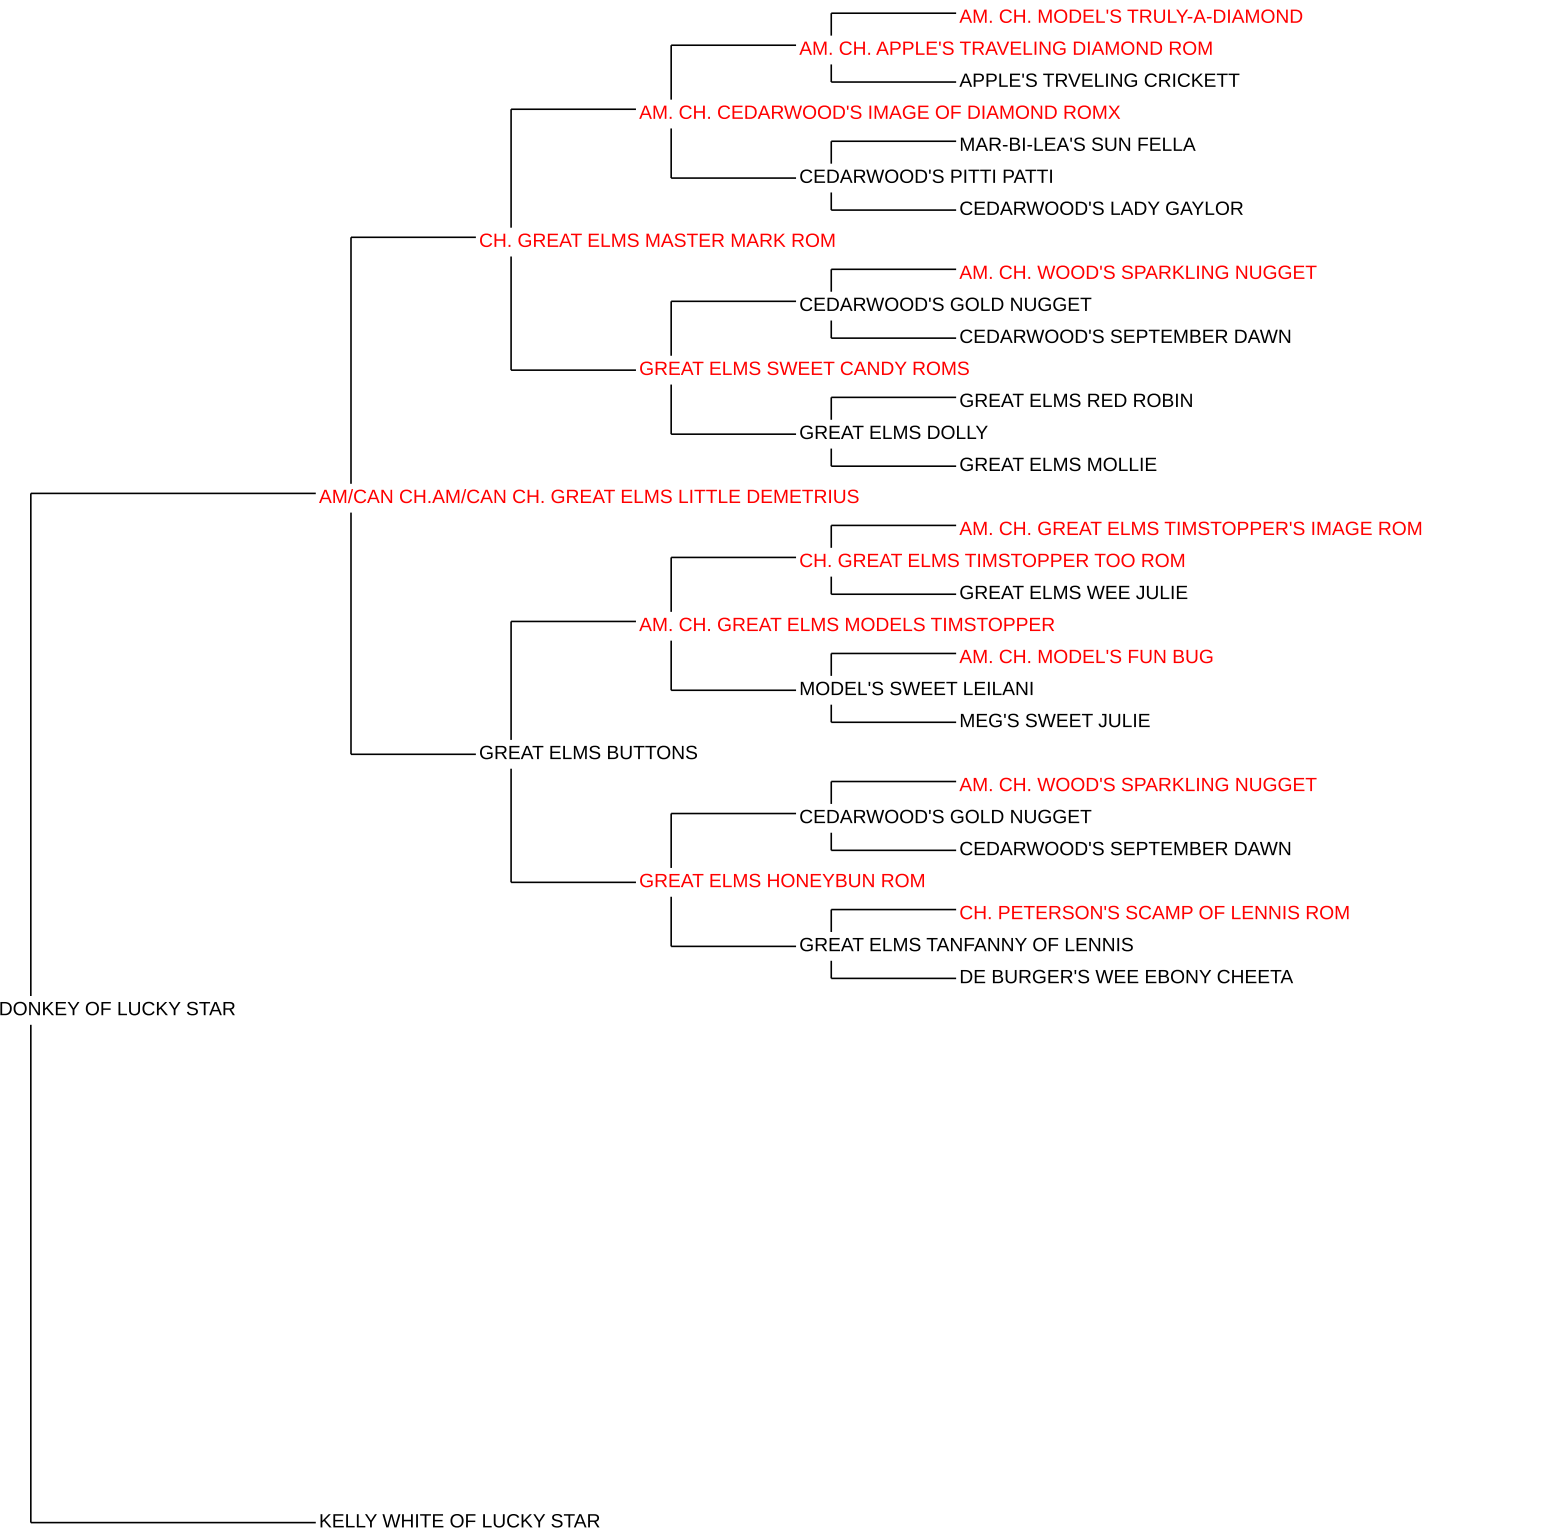 AM. CH. MODEL'S TRULY-A-DIAMOND
AM. CH. APPLE'S TRAVELING DIAMOND ROM
APPLE'S TRVELING CRICKETT
AM. CH. CEDARWOOD'S IMAGE OF DIAMOND ROMX
MAR-BI-LEA'S SUN FELLA
CEDARWOOD'S PITTI PATTI
CEDARWOOD'S LADY GAYLOR
CH. GREAT ELMS MASTER MARK ROM
AM. CH. WOOD'S SPARKLING NUGGET
CEDARWOOD'S GOLD NUGGET
CEDARWOOD'S SEPTEMBER DAWN
GREAT ELMS SWEET CANDY ROMS
GREAT ELMS RED ROBIN
GREAT ELMS DOLLY
GREAT ELMS MOLLIE
AM/CAN CH.AM/CAN CH. GREAT ELMS LITTLE DEMETRIUS
AM. CH. GREAT ELMS TIMSTOPPER'S IMAGE ROM
CH. GREAT ELMS TIMSTOPPER TOO ROM
GREAT ELMS WEE JULIE
AM. CH. GREAT ELMS MODELS TIMSTOPPER
AM. CH. MODEL'S FUN BUG
MODEL'S SWEET LEILANI
MEG'S SWEET JULIE
GREAT ELMS BUTTONS
AM. CH. WOOD'S SPARKLING NUGGET
CEDARWOOD'S GOLD NUGGET
CEDARWOOD'S SEPTEMBER DAWN
GREAT ELMS HONEYBUN ROM
CH. PETERSON'S SCAMP OF LENNIS ROM
GREAT ELMS TANFANNY OF LENNIS
DE BURGER'S WEE EBONY CHEETA
DONKEY OF LUCKY STAR
KELLY WHITE OF LUCKY STAR